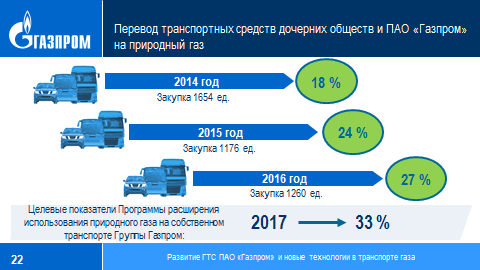 ГАЗПРОМ
Перевод транспортных средств дочерних обществ и ПАО «Газпром»
на природный газ
2014 год
18 %
Закупка 1654 ед.
2015 год
24 %
Закупка 1176 ед.
2016 год
27 %
Закупка 1260 ед.
Целевые показатели Программы расширения
использования природного газа на собственном
транспорте Группы Газпром:
2017
33 %
22
Развитие ГТС ПАО «Газпром» и новые технологии в транспорте газа